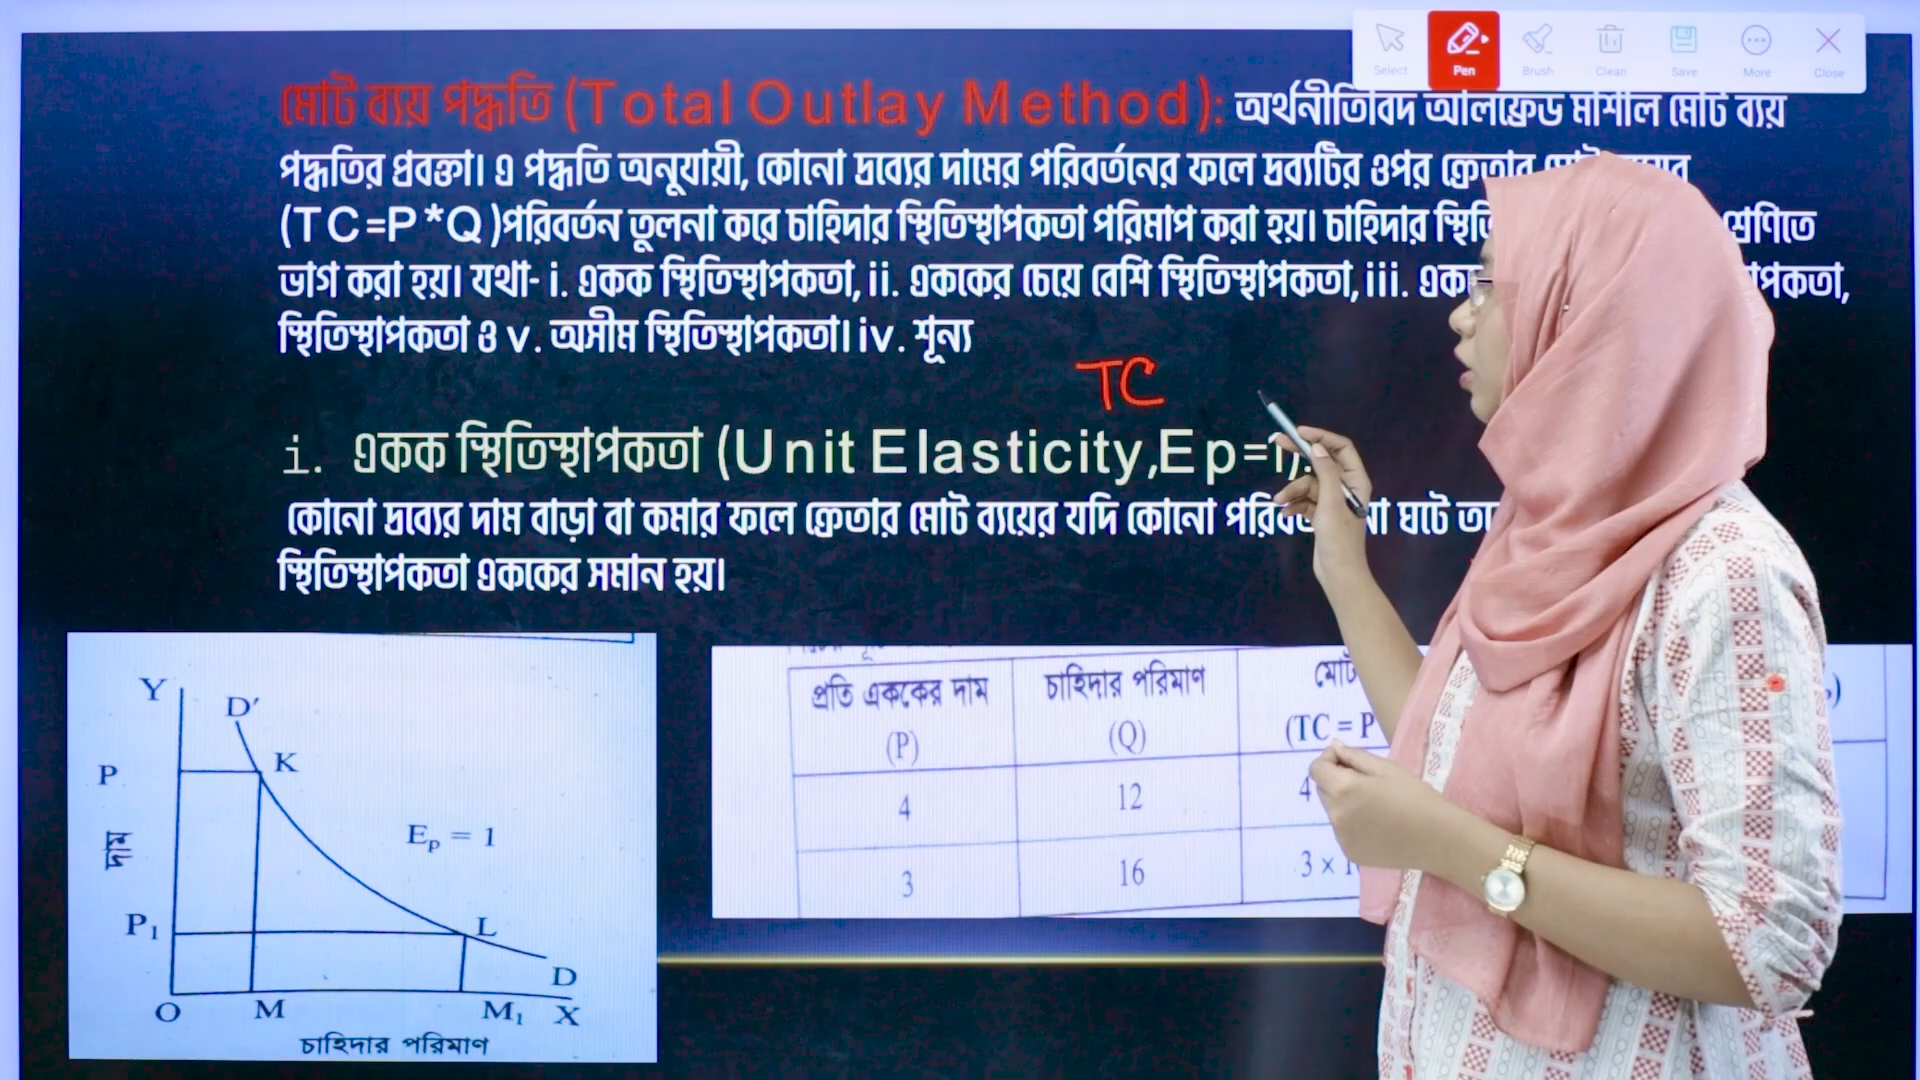 Select Pen Brush Clean Save More Close
মোট ব্যয় পদ্ধতি (Total Outlay Method): অর্থনীতিবিদ আলফ্রেড মার্শাল মোট ব্যয়
পদ্ধতির প্রবক্তা। এ পদ্ধতি অনুযায়ী, কোনো দ্রব্যের দামের পরিবর্তনের ফলে দ্রব্যটির ওপর ক্রেতার
(TC=P*Q)পরিবর্তন তুলনা করে চাহিদার স্থিতিস্থাপকতা পরিমাপ করা হয়। চাহিদার শ্রেণিতে
ভাগ করা হয়। যথা- i. একক স্থিতিস্থাপকতা, ii. এককের চেয়ে বেশি স্থিতিস্থাপকতা, iii.
স্থিতিস্থাপকতা ও v. অসীম স্থিতিস্থাপকতা। iv. শূন্য
TC
i. একক স্থিতিস্থাপকতা (Unit Elasticity,Ep=1):
কোনো দ্রব্যের দাম বাড়া বা কমার ফলে ক্রেতার মোট ব্যয়ের যদি কোনো ঘটে
স্থিতিস্থাপকতা এককের সমান হয়।
Y
D′
P
K
দাম
Ep = 1
P₁
L
D
O M M₁ X
চাহিদার পরিমাণ
প্রতি এককের দাম চাহিদার পরিমাণ মোট
(P) (Q) (TC = P
4 12 4
3 16 3 ×